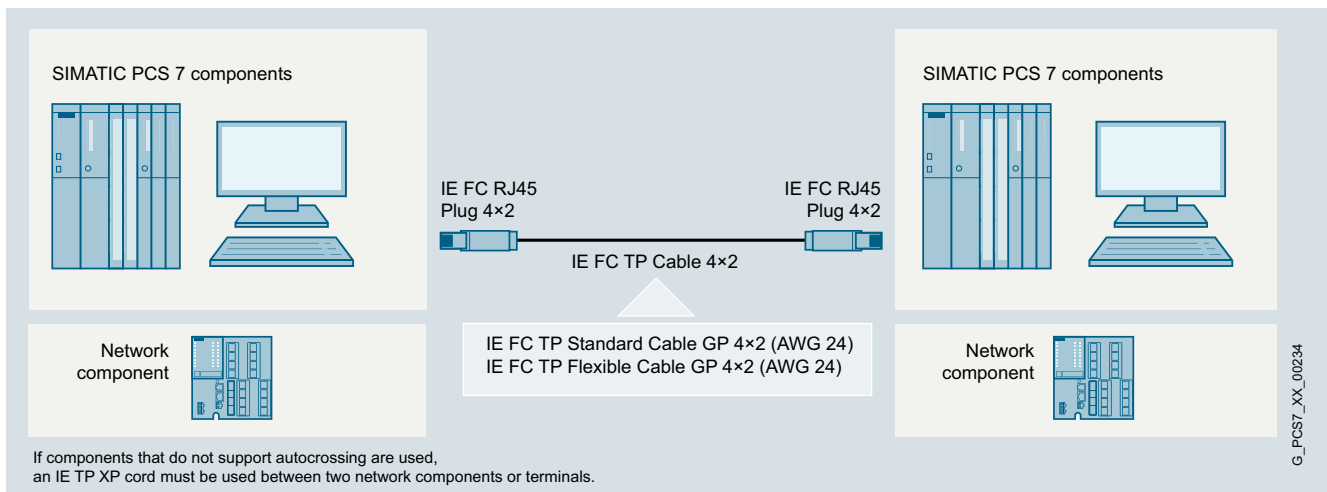 SIMATIC PCS 7 components
SIMATIC PCS 7 components
IE FC RJ45
Plug 4×2
IE FC RJ45
Plug 4×2
IE FC TP Cable 4×2
IE FC TP Standard Cable GP 4×2 (AWG 24)
IE FC TP Flexible Cable GP 4×2 (AWG 24)
Network
component
Network
component
If components that do not support autocrossing are used,
an IE TP XP cord must be used between two network components or terminals.
G_PCS7_XX_00234